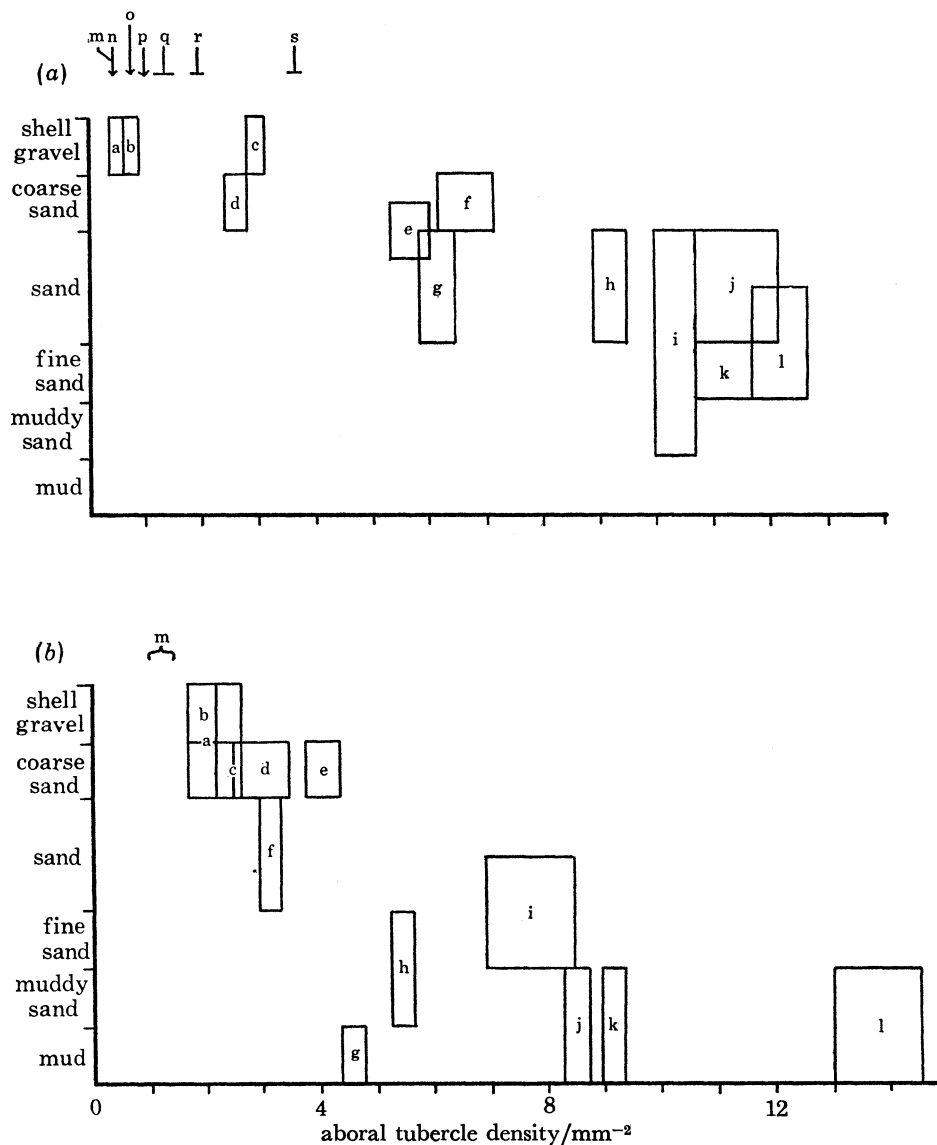 o
m n p q r s
(a)
shell
gravel
a b c
coarse
sand
d f
e
sand
g h j
i
fine
sand
k l
muddy
sand
mud
m
(b)
shell
gravel
b
a
coarse
sand
c d e
sand
f
fine
sand
i
h
muddy
sand
j k l
mud
g
0 4 8 12
aboral tubercle density/mm⁻²